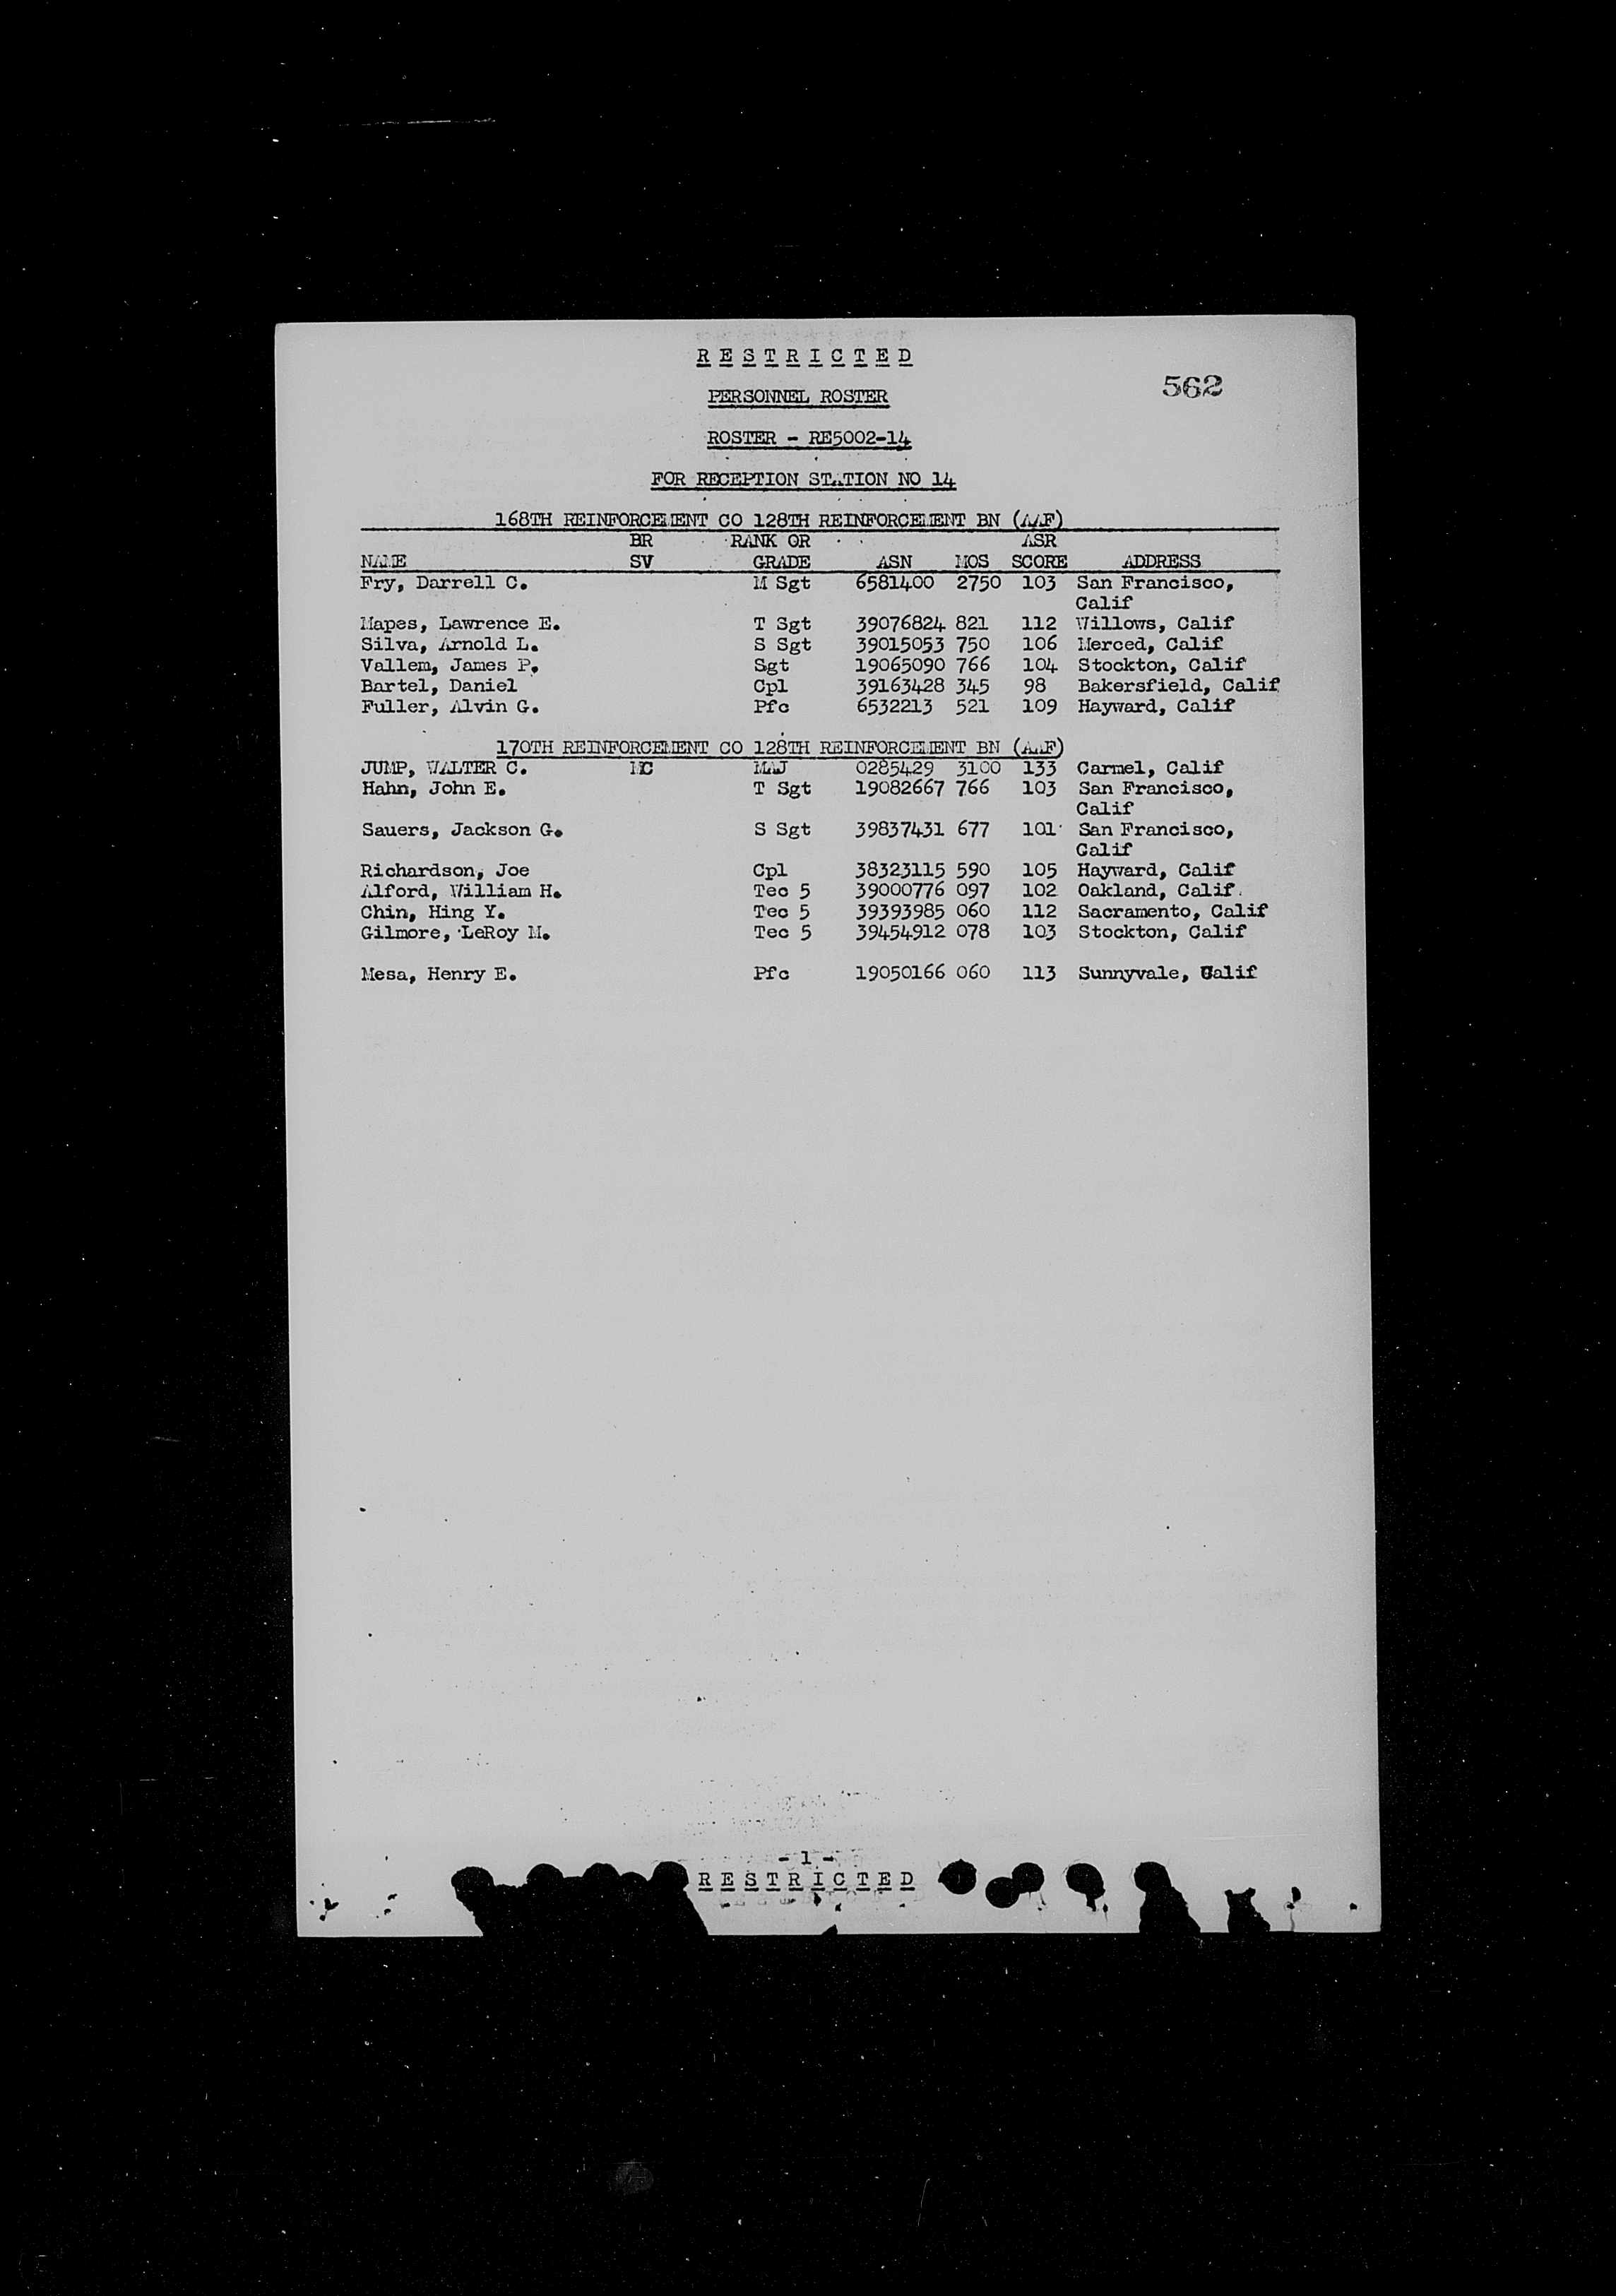 RESTRICTED
562
PERSONNEL ROSTER
ROSTER - RE5002-14
FOR RECEPTION STATION NO 14
168TH REINFORCEMENT CO 128TH REINFORCEMENT BN (AAF)
BR RANK OR ASR
NAME SV GRADE ASN MOS SCORE ADDRESS
Fry, Darrell C. M Sgt 6581400 2750 103 San Francisco,
Calif
Mapes, Lawrence E. T Sgt 39076824 821 112 Willows, Calif
Silva, Arnold L. S Sgt 39015053 750 106 Merced, Calif
Vallem, James P. Sgt 19065090 766 104 Stockton, Calif
Bartel, Daniel Cpl 39163428 345 98 Bakersfield, Calif
Fuller, Alvin G. Pfc 6532213 521 109 Hayward, Calif
170TH REINFORCEMENT CO 128TH REINFORCEMENT BN (AAF)
JUMP, WALTER C. MC MAJ 0285429 3100 133 Carmel, Calif
Hahn, John E. T Sgt 19082667 766 103 San Francisco,
Calif
Sauers, Jackson G. S Sgt 39837431 677 101 San Francisco,
Calif
Richardson, Joe Cpl 38323115 590 105 Hayward, Calif
Alford, William H. Tec 5 39000776 097 102 Oakland, Calif.
Chin, Hing Y. Tec 5 39393985 060 112 Sacramento, Calif
Gilmore, LeRoy M. Tec 5 39454912 078 103 Stockton, Calif
Mesa, Henry E. Pfc 19050166 060 113 Sunnyvale, Calif
- 1 -
RESTRICTED